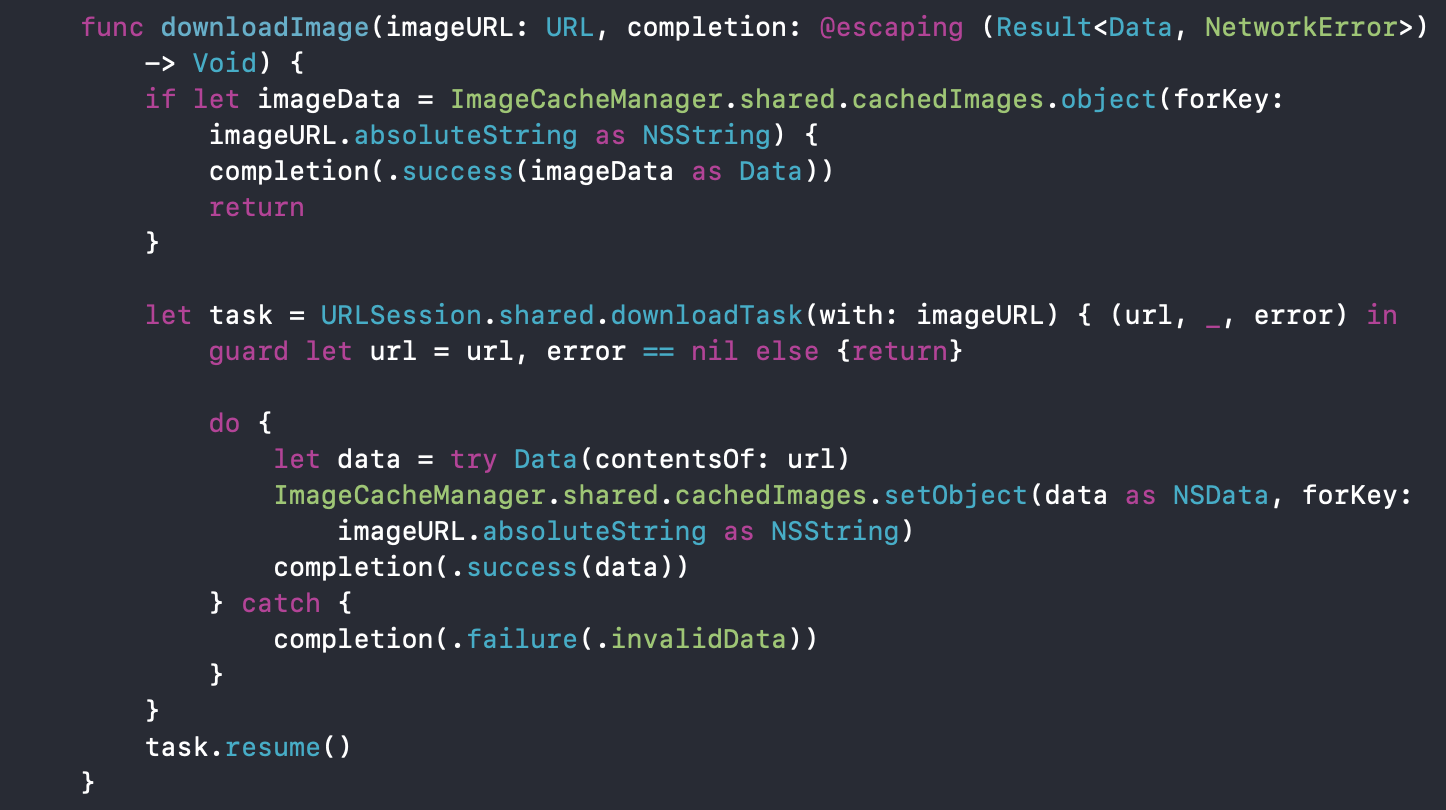 func downloadImage(imageURL: URL, completion: @escaping (Result<Data, NetworkError>)
-> Void) {
if let imageData = ImageCacheManager.shared.cachedImages.object(forKey:
imageURL.absoluteString as NSString) {
completion(.success(imageData as Data))
return
}
let task = URLSession.shared.downloadTask(with: imageURL) { (url, _, error) in
guard let url = url, error == nil else {return}
do {
let data = try Data(contentsOf: url)
ImageCacheManager.shared.cachedImages.setObject(data as NSData, forKey:
imageURL.absoluteString as NSString)
completion(.success(data))
} catch {
completion(.failure(.invalidData))
}
}
task.resume()
}